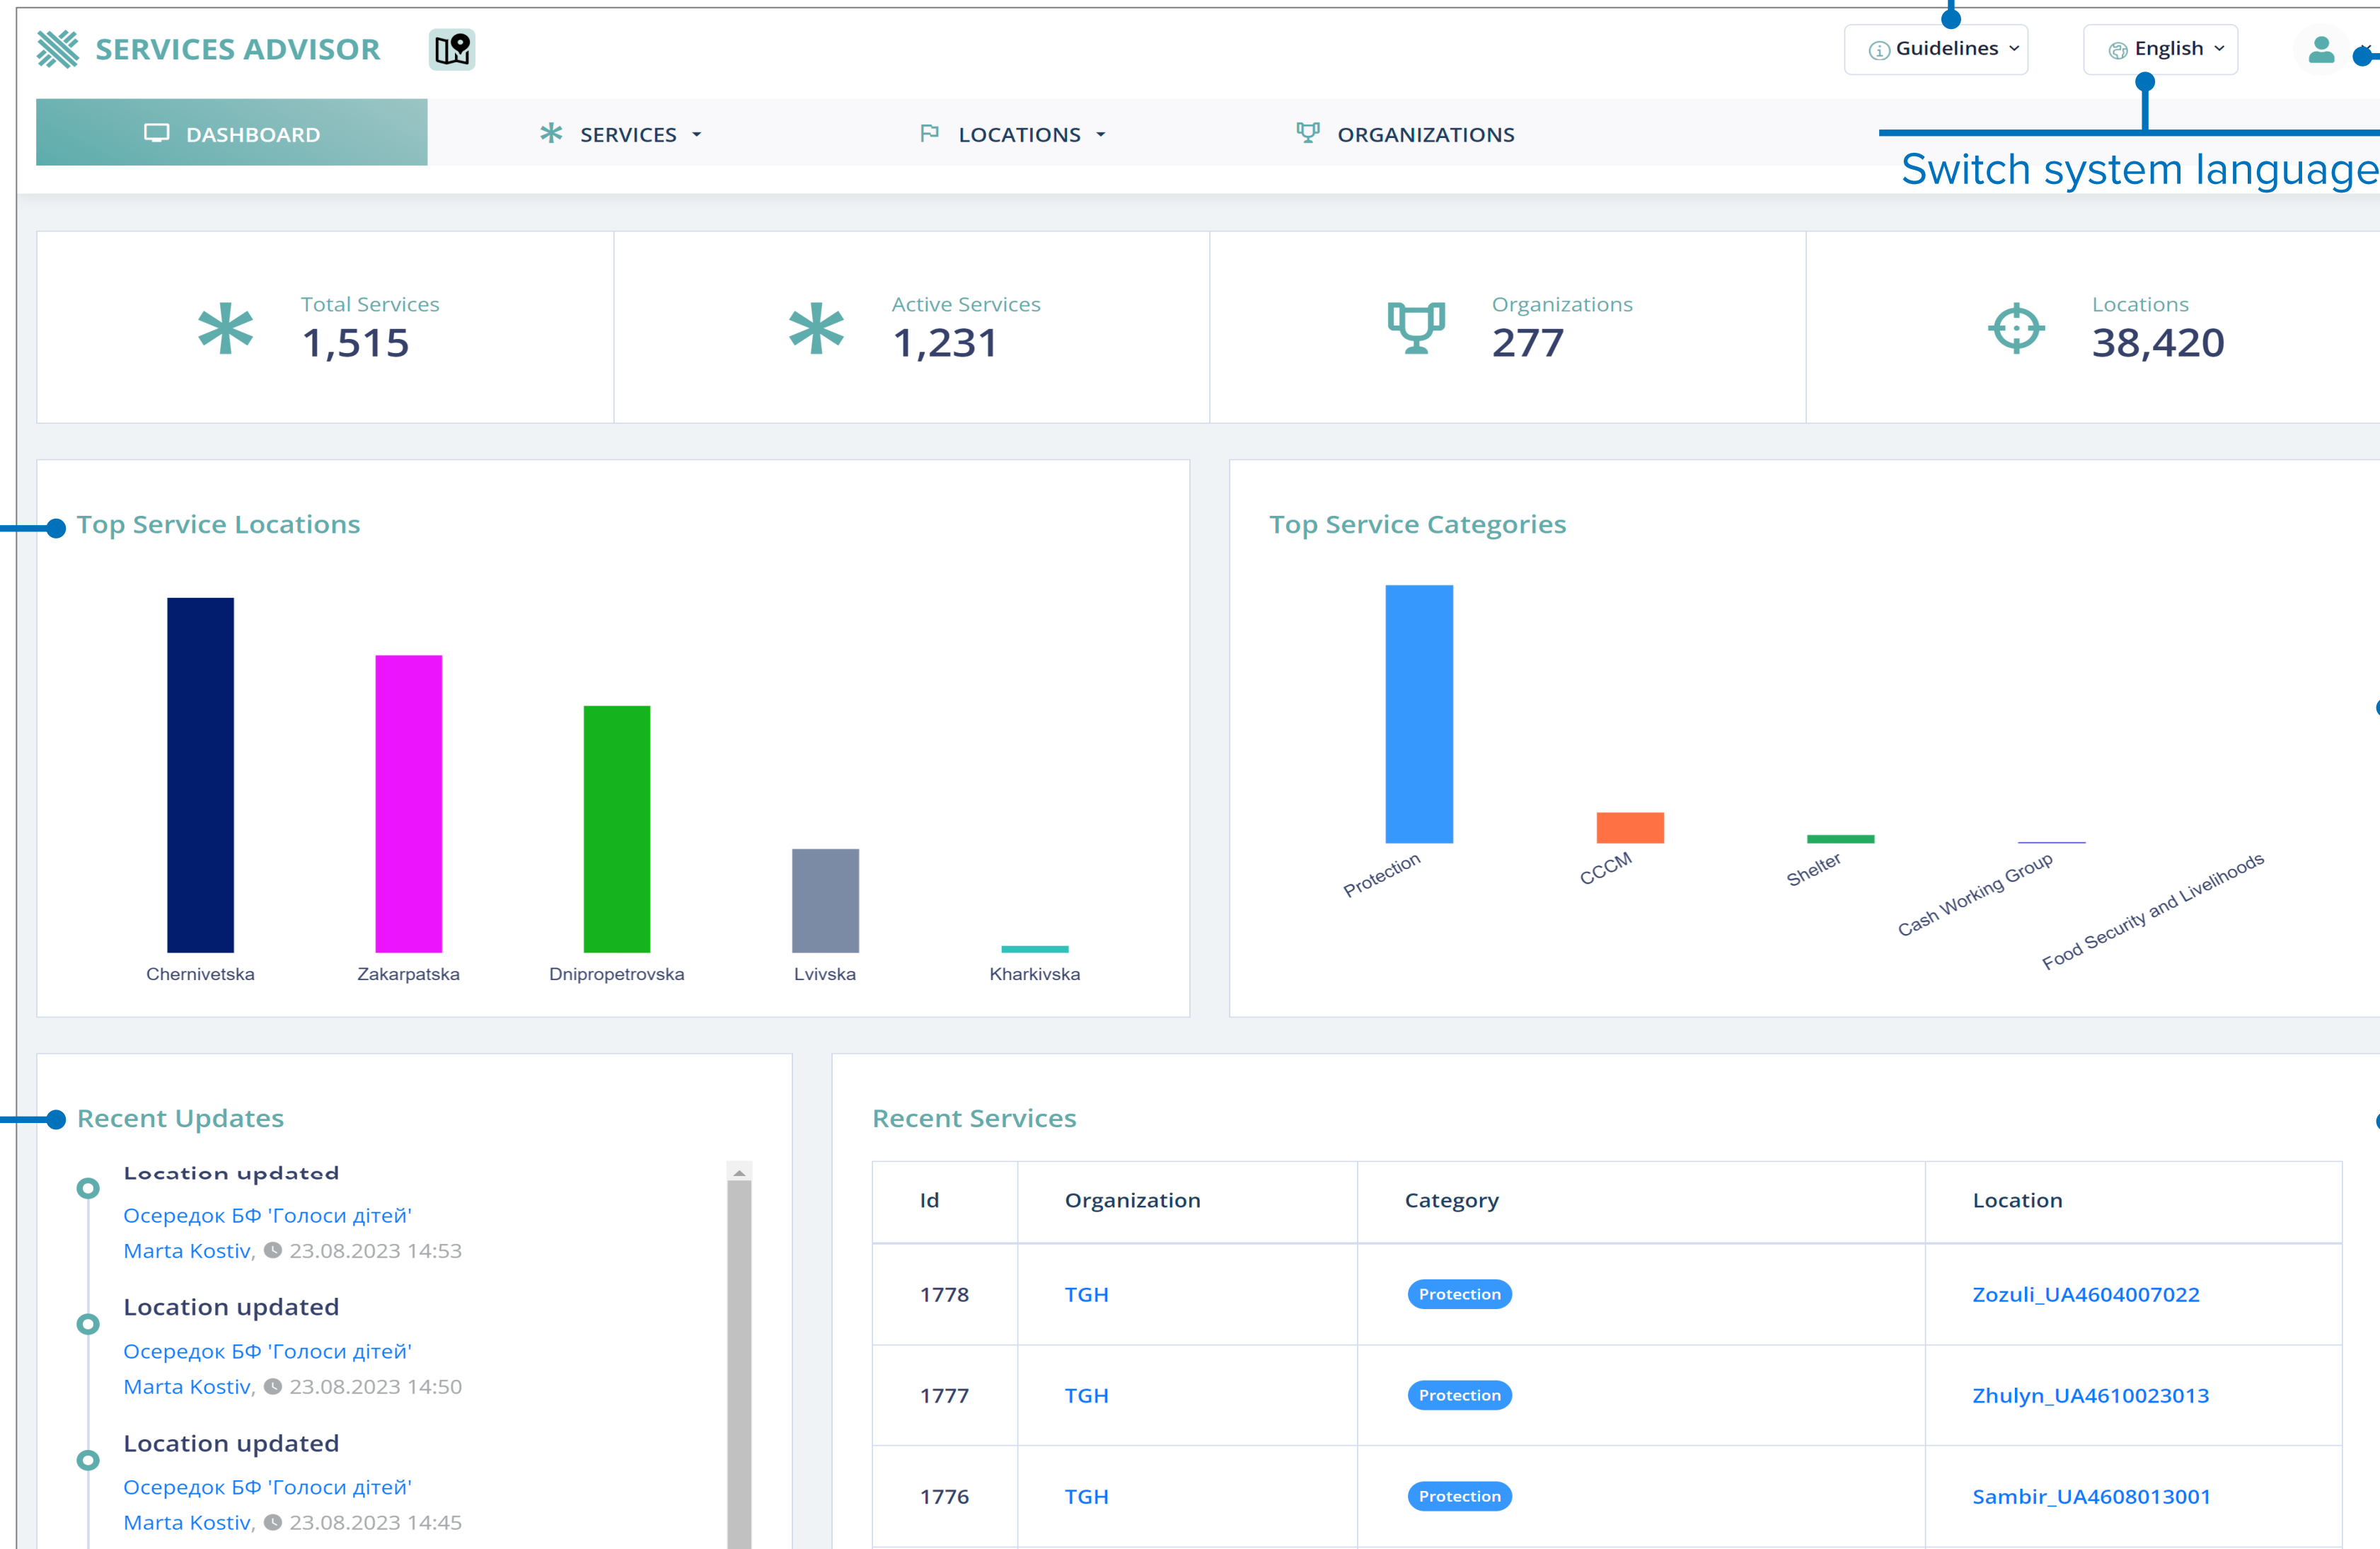 SERVICES ADVISOR
Guidelines
English
DASHBOARD
SERVICES
LOCATIONS
ORGANIZATIONS
Switch system language
Total Services
1,515
Active Services
1,231
Organizations
277
Locations
38,420
Top Service Locations
Chernivetska
Zakarpatska
Dnipropetrovska
Lvivska
Kharkivska
Top Service Categories
Protection
CCCM
Shelter
Cash Working Group
Food Security and Livelihoods
Recent Updates
Location updated
Осередок БФ 'Голоси дітей'
Marta Kostiv, 23.08.2023 14:53
Location updated
Осередок БФ 'Голоси дітей'
Marta Kostiv, 23.08.2023 14:50
Location updated
Осередок БФ 'Голоси дітей'
Marta Kostiv, 23.08.2023 14:45
Recent Services
Id Organization Category Location
1778 TGH Protection Zozuli_UA4604007022
1777 TGH Protection Zhulyn_UA4610023013
1776 TGH Protection Sambir_UA4608013001